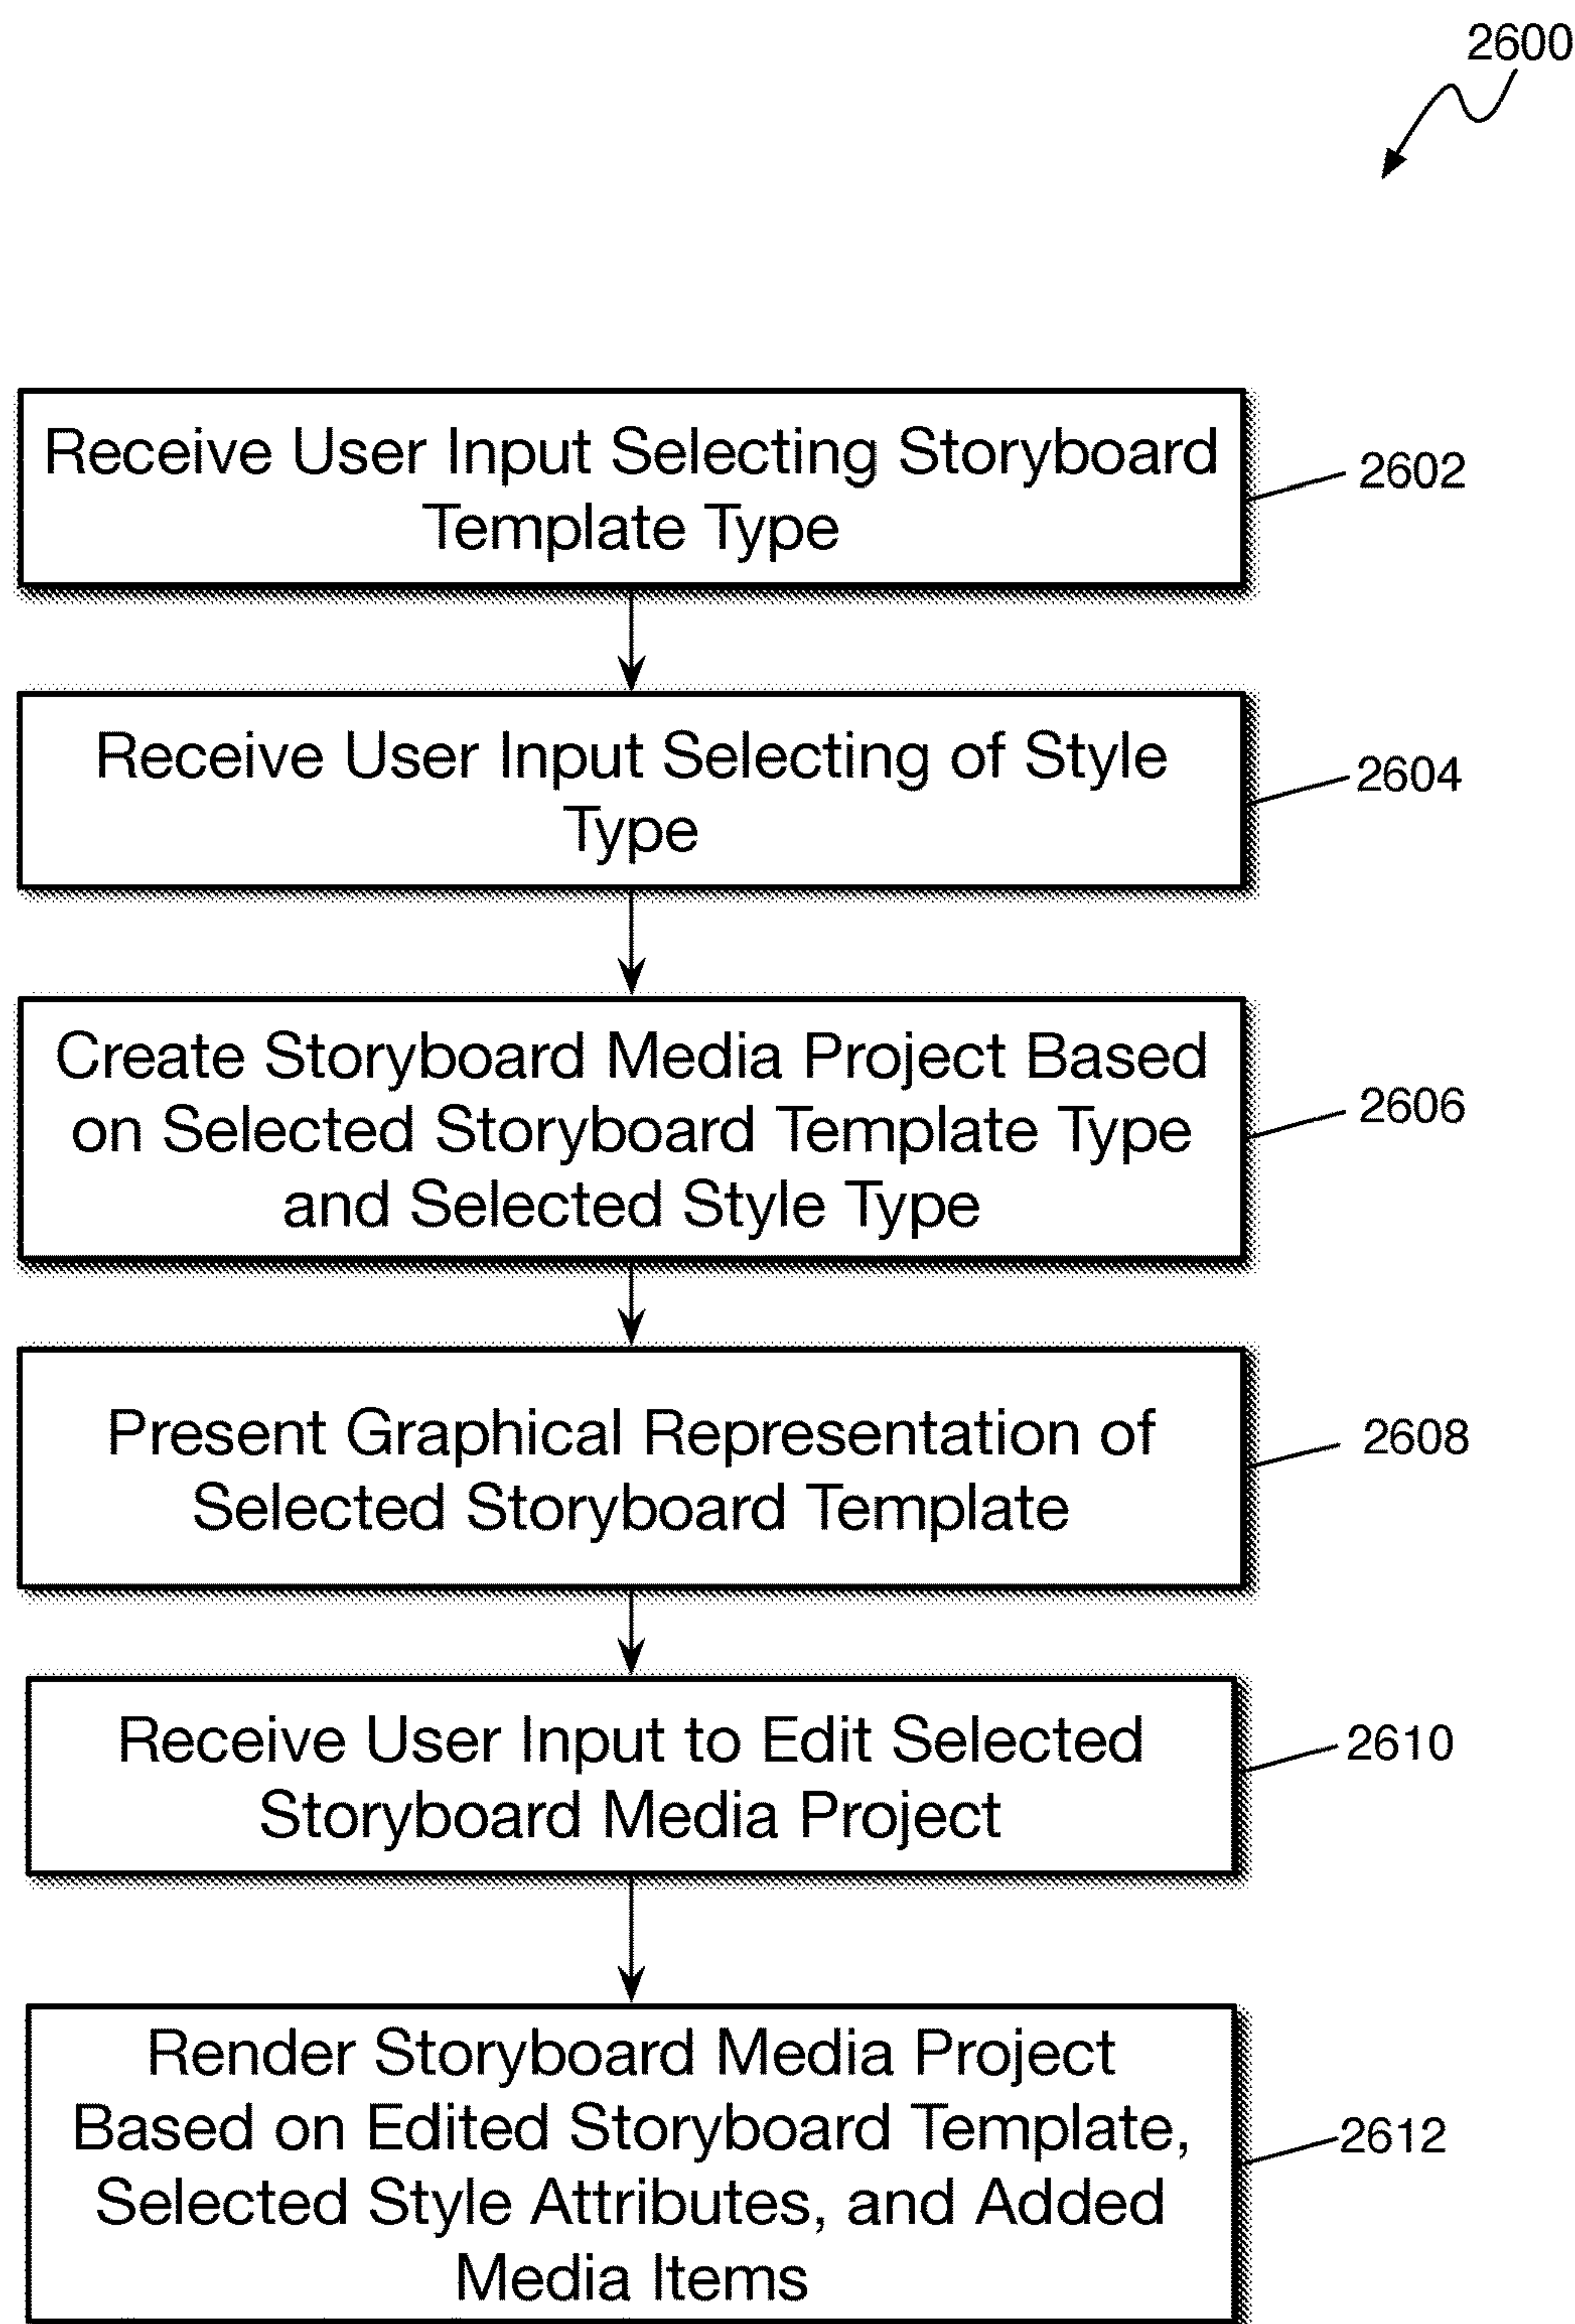 2600
Receive User Input Selecting Storyboard
Template Type
2602
Receive User Input Selecting of Style
Type
2604
Create Storyboard Media Project Based
on Selected Storyboard Template Type
and Selected Style Type
2606
Present Graphical Representation of
Selected Storyboard Template
2608
Receive User Input to Edit Selected
Storyboard Media Project
2610
Render Storyboard Media Project
Based on Edited Storyboard Template,
Selected Style Attributes, and Added
Media Items
2612